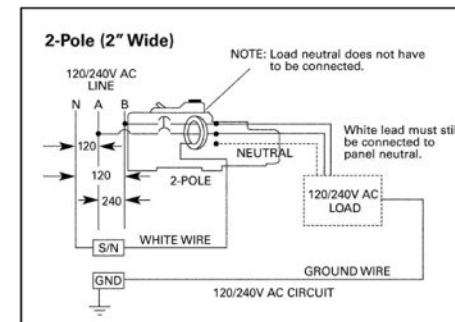 2-Pole (2" Wide)
NOTE: Load neutral does not have
to be connected.
120/240V AC
LINE
N A B
White lead must still
be connected to
panel neutral.
120
NEUTRAL
120
2-POLE
240
120/240V AC
LOAD
S/N
WHITE WIRE
GND
GROUND WIRE
120/240V AC CIRCUIT